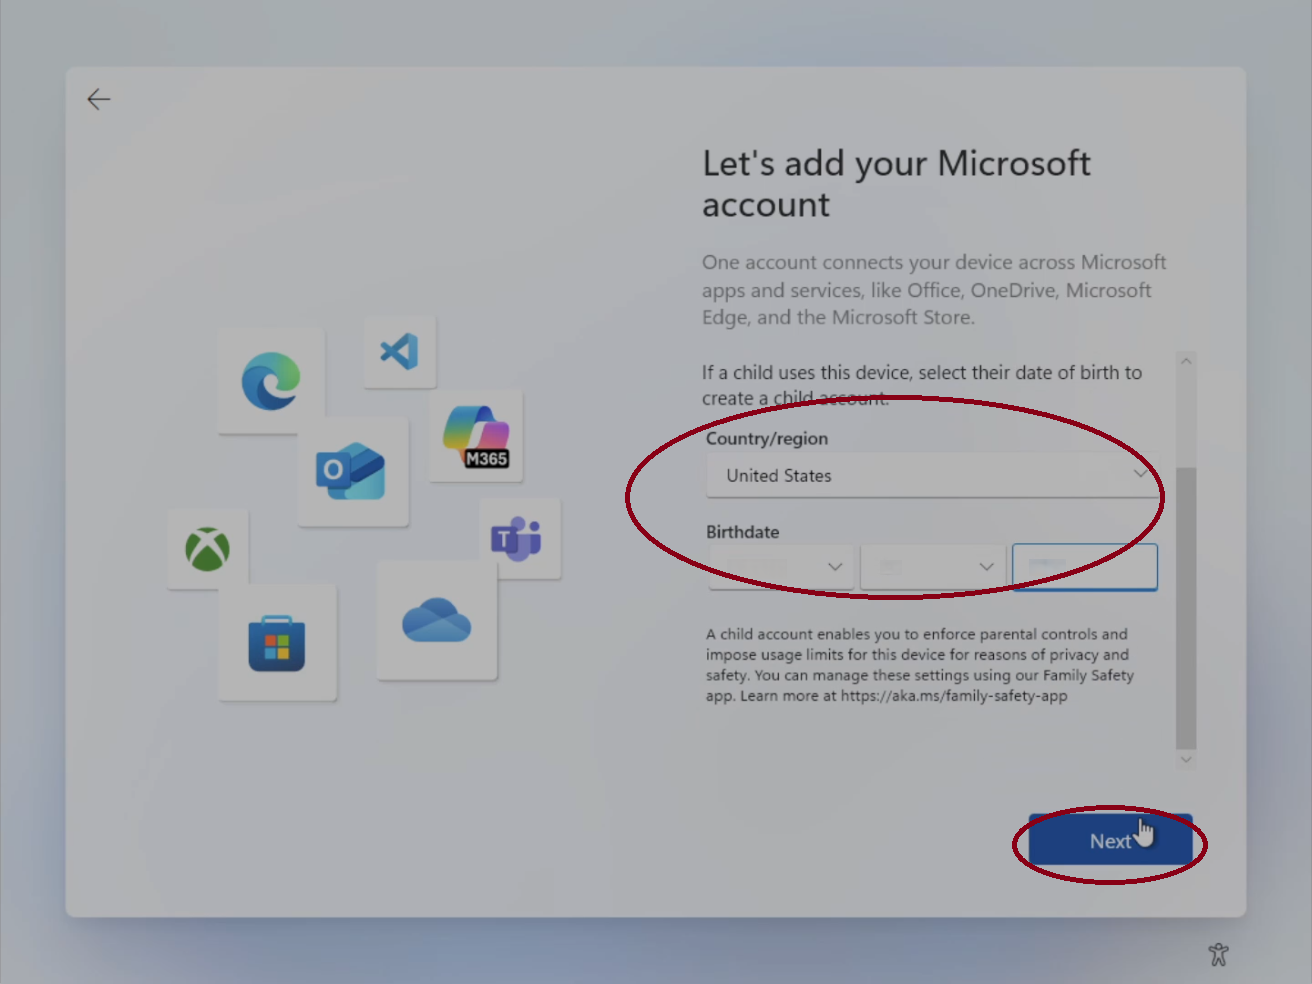 Let's add your Microsoft
account
One account connects your device across Microsoft
apps and services, like Office, OneDrive, Microsoft
Edge, and the Microsoft Store.
If a child uses this device, select their date of birth to
create a child account.
Country/region
United States
Birthdate
A child account enables you to enforce parental controls and
impose usage limits for this device for reasons of privacy and
safety. You can manage these settings using our Family Safety
app. Learn more at https://aka.ms/family-safety-app
M365
O
T
Next